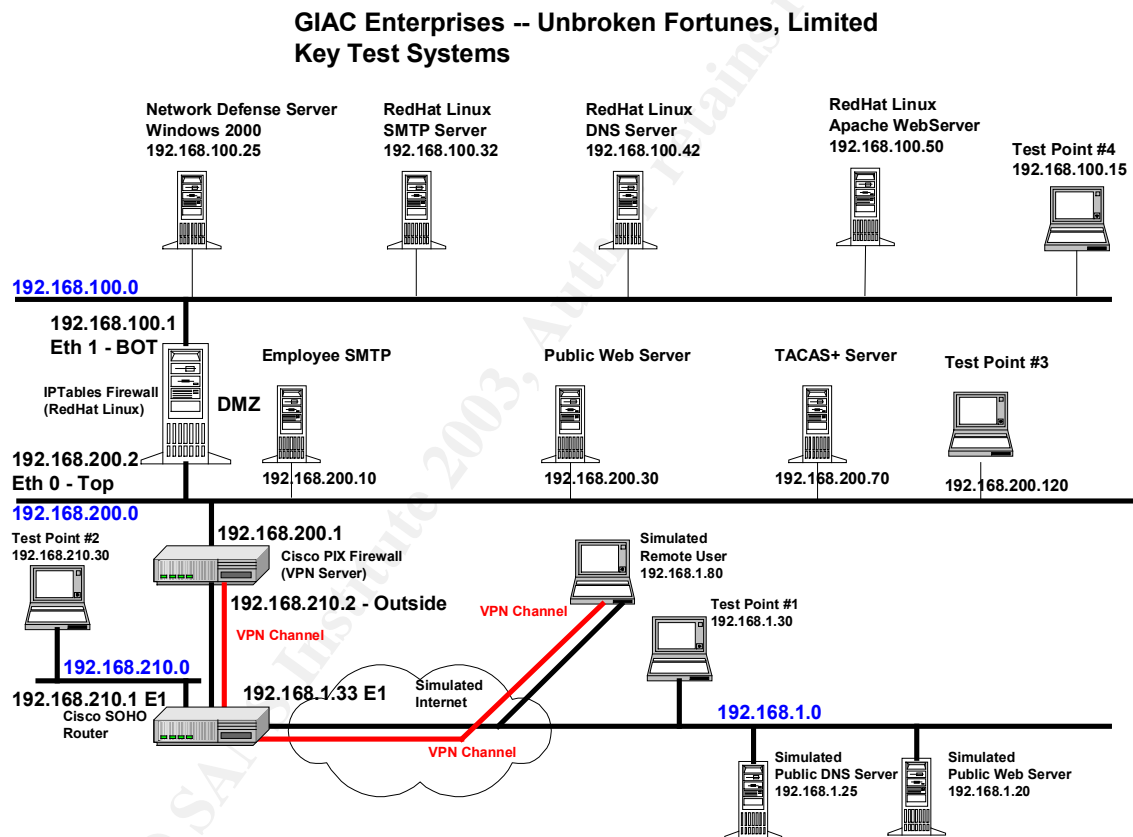 GIAC Enterprises -- Unbroken Fortunes, Limited
Key Test Systems
Network Defense Server
Windows 2000
192.168.100.25
RedHat Linux
SMTP Server
192.168.100.32
RedHat Linux
DNS Server
192.168.100.42
RedHat Linux
Apache WebServer
192.168.100.50
Test Point #4
192.168.100.15
192.168.100.0
192.168.100.1
Eth 1 - BOT
IPTables Firewall
(RedHat Linux)
DMZ
Employee SMTP
Public Web Server
TACAS+ Server
Test Point #3
192.168.200.2
Eth 0 - Top
192.168.200.10
192.168.200.30
192.168.200.70
192.168.200.120
192.168.200.0
Test Point #2
192.168.210.30
192.168.200.1
Cisco PIX Firewall
(VPN Server)
192.168.210.2 - Outside
VPN Channel
Simulated
Remote User
192.168.1.80
VPN Channel
Test Point #1
192.168.1.30
192.168.210.0
192.168.210.1 E1
Cisco SOHO
Router
192.168.1.33 E1
Simulated
Internet
VPN Channel
192.168.1.0
Simulated
Public DNS Server
192.168.1.25
Simulated
Public Web Server
192.168.1.20
© SANS Institute 2003, Author retains